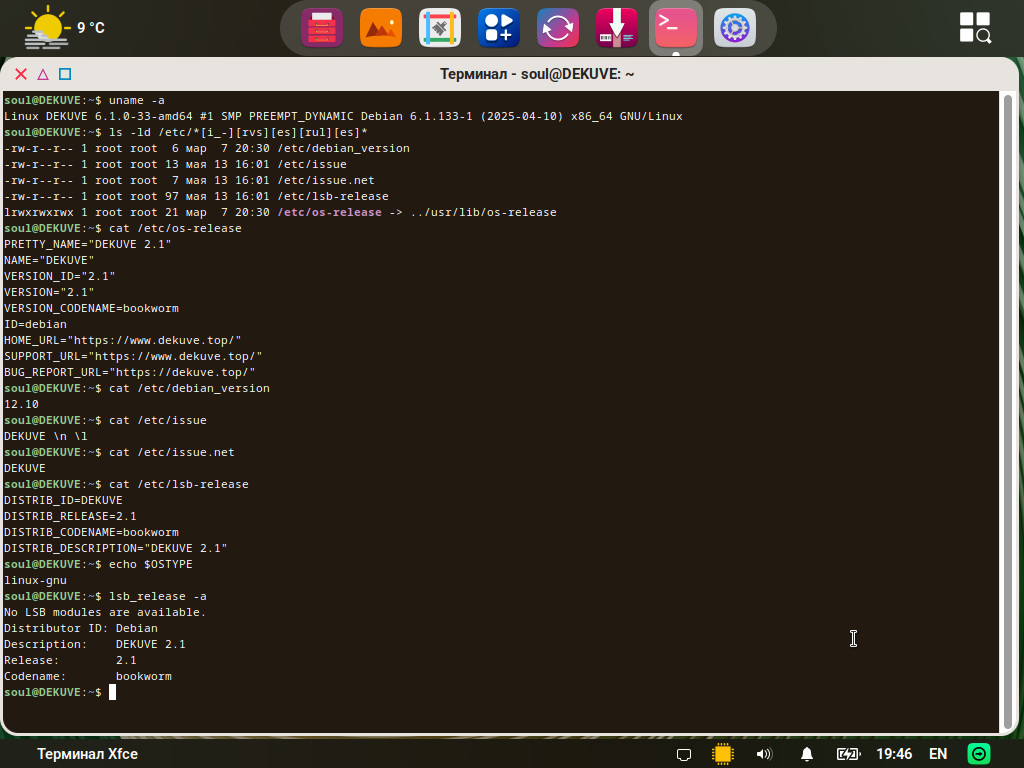 9 °C
Терминал - soul@DEKUVE: ~
soul@DEKUVE:~$ uname -a
Linux DEKUVE 6.1.0-33-amd64 #1 SMP PREEMPT_DYNAMIC Debian 6.1.133-1 (2025-04-10) x86_64 GNU/Linux
soul@DEKUVE:~$ ls -ld /etc/*[i_-][rvs][es][rul][es]*
-rw-r--r-- 1 root root  6 мар  7 20:30 /etc/debian_version
-rw-r--r-- 1 root root 13 мая 13 16:01 /etc/issue
-rw-r--r-- 1 root root  7 мая 13 16:01 /etc/issue.net
-rw-r--r-- 1 root root 97 мая 13 16:01 /etc/lsb-release
lrwxrwxrwx 1 root root 21 мар  7 20:30 /etc/os-release -> ../usr/lib/os-release
soul@DEKUVE:~$ cat /etc/os-release
PRETTY_NAME="DEKUVE 2.1"
NAME="DEKUVE"
VERSION_ID="2.1"
VERSION="2.1"
VERSION_CODENAME=bookworm
ID=debian
HOME_URL="https://www.dekuve.top/"
SUPPORT_URL="https://www.dekuve.top/"
BUG_REPORT_URL="https://dekuve.top/"
soul@DEKUVE:~$ cat /etc/debian_version
12.10
soul@DEKUVE:~$ cat /etc/issue
DEKUVE \n \l
soul@DEKUVE:~$ cat /etc/issue.net
DEKUVE
soul@DEKUVE:~$ cat /etc/lsb-release
DISTRIB_ID=DEKUVE
DISTRIB_RELEASE=2.1
DISTRIB_CODENAME=bookworm
DISTRIB_DESCRIPTION="DEKUVE 2.1"
soul@DEKUVE:~$ echo $OSTYPE
linux-gnu
soul@DEKUVE:~$ lsb_release -a
No LSB modules are available.
Distributor ID: Debian
Description:    DEKUVE 2.1
Release:        2.1
Codename:       bookworm
soul@DEKUVE:~$
Терминал Xfce 19:46 EN